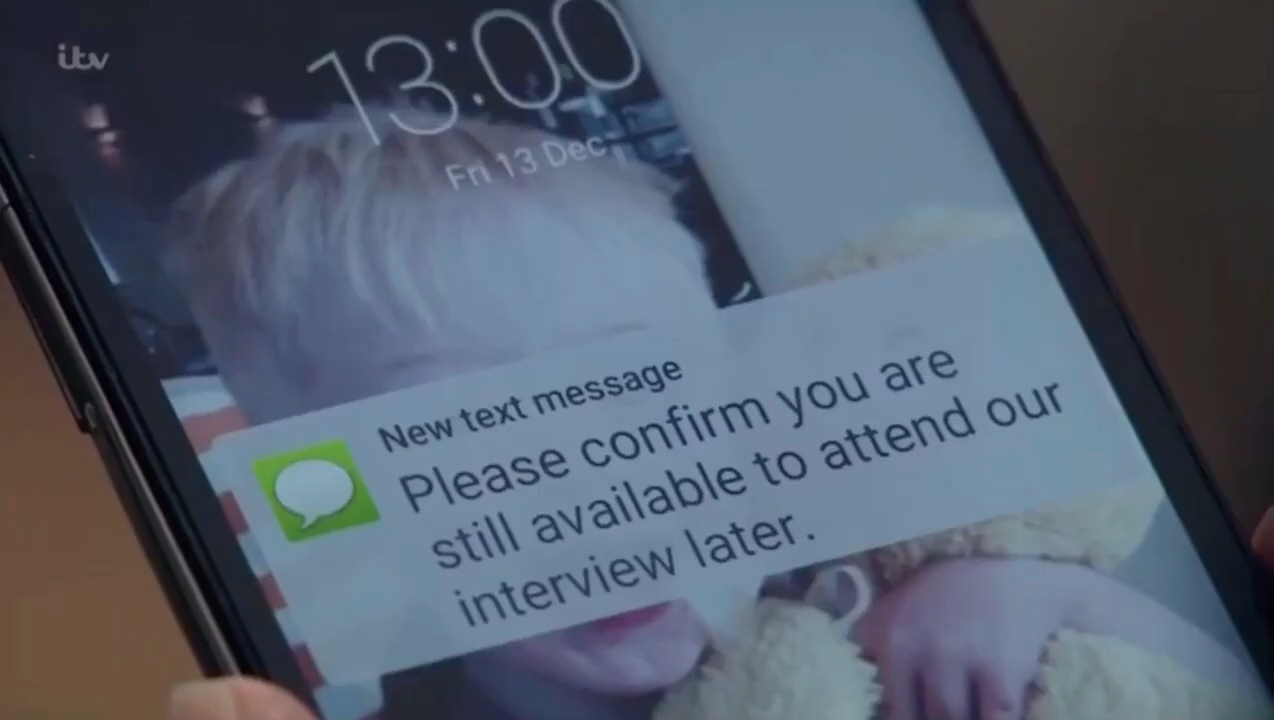 itv
13:00
Fri 13 Dec
New text message
Please confirm you are
still available to attend our
interview later.